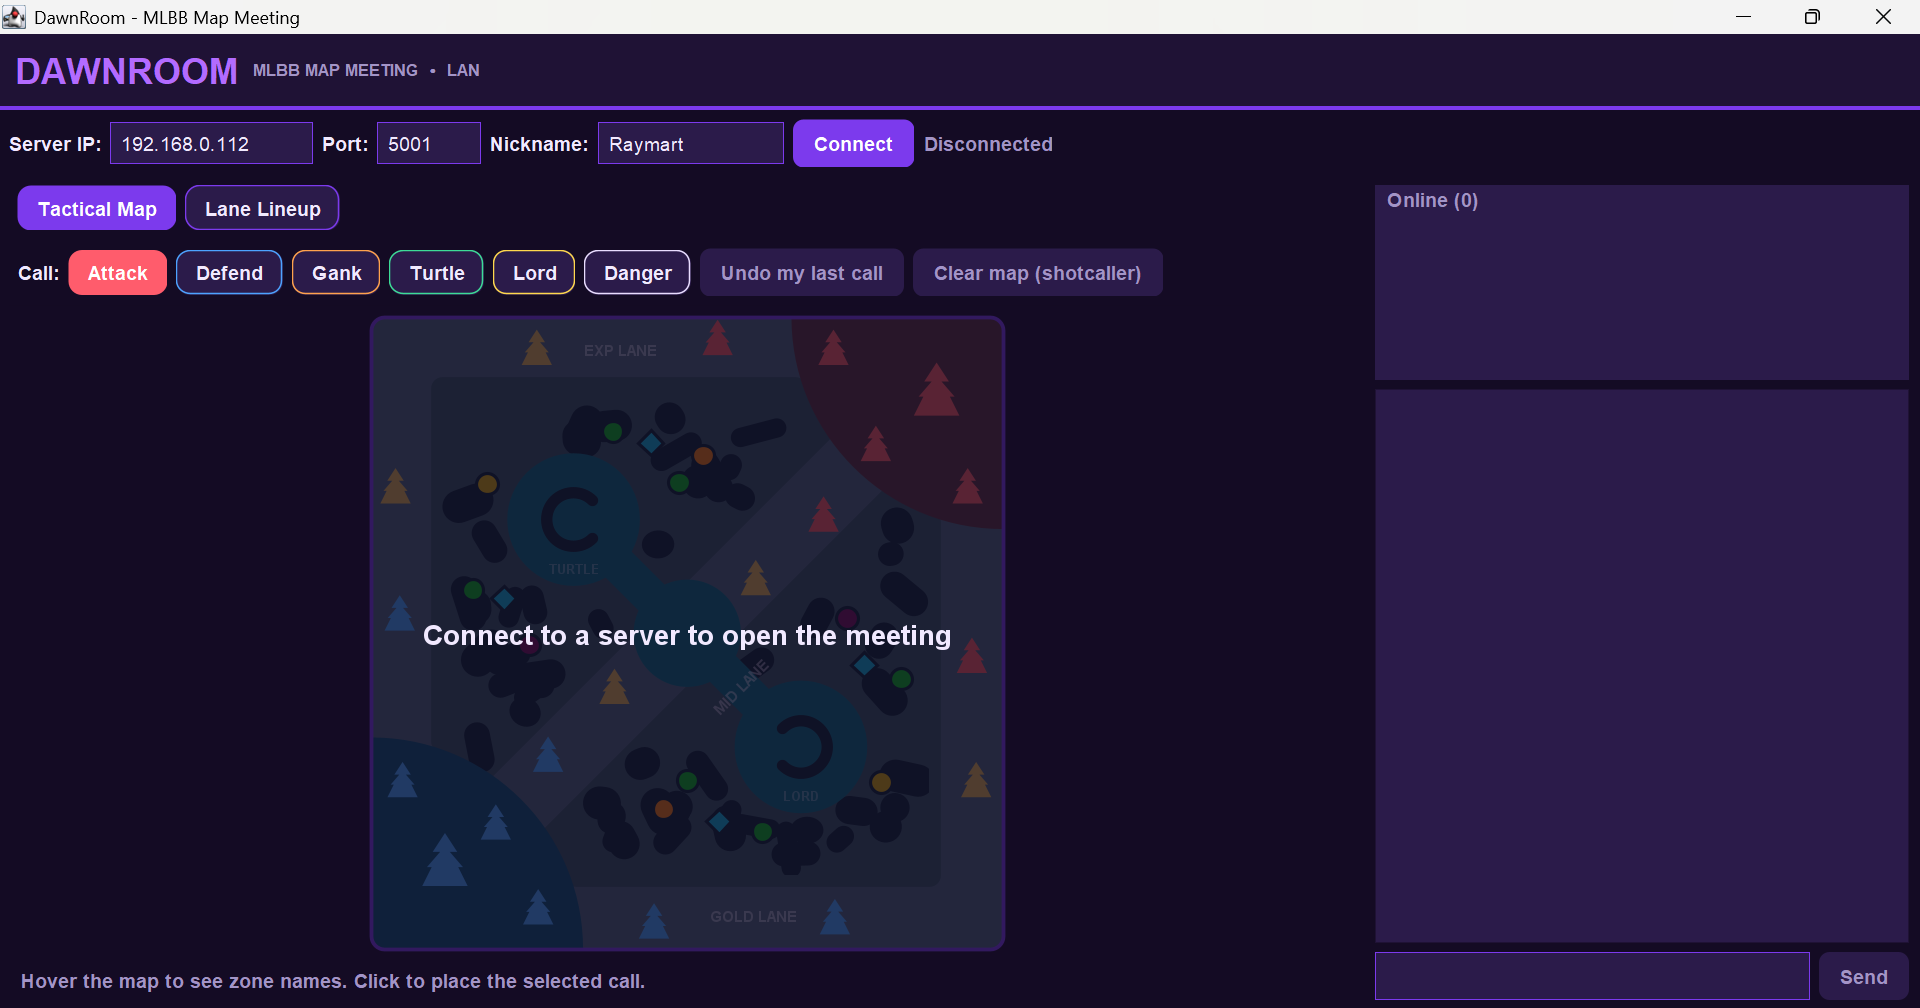 DawnRoom - MLBB Map Meeting
DAWNROOM MLBB MAP MEETING • LAN
Server IP: 192.168.0.112 Port: 5001 Nickname: Raymart Connect Disconnected
Tactical Map Lane Lineup
Online (0)
Call: Attack Defend Gank Turtle Lord Danger Undo my last call Clear map (shotcaller)
EXP LANE
TURTLE
Connect to a server to open the meeting
MID LANE
LORD
GOLD LANE
Hover the map to see zone names. Click to place the selected call.
Send